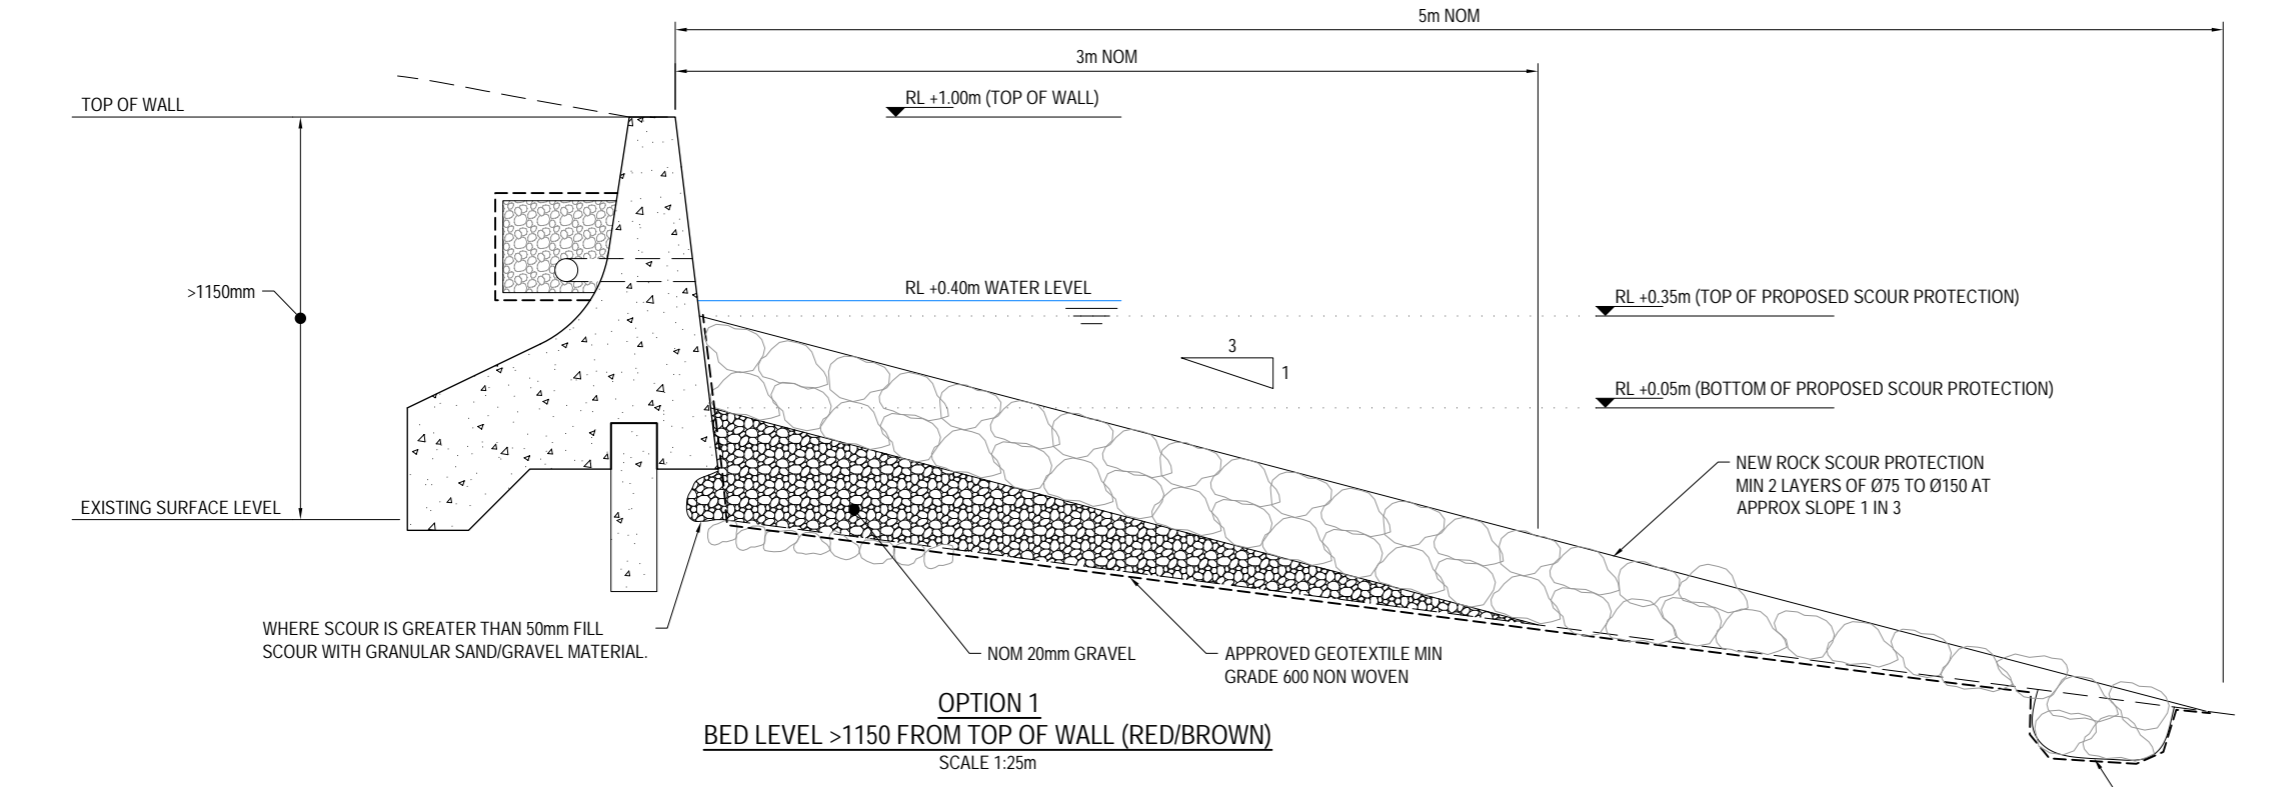 5m NOM
3m NOM
TOP OF WALL
RL +1.00m (TOP OF WALL)
>1150mm
RL +0.40m WATER LEVEL
RL +0.35m (TOP OF PROPOSED SCOUR PROTECTION)
3
1
RL +0.05m (BOTTOM OF PROPOSED SCOUR PROTECTION)
NEW ROCK SCOUR PROTECTION
MIN 2 LAYERS OF Ø75 TO Ø150 AT
APPROX SLOPE 1 IN 3
EXISTING SURFACE LEVEL
WHERE SCOUR IS GREATER THAN 50mm FILL
SCOUR WITH GRANULAR SAND/GRAVEL MATERIAL.
NOM 20mm GRAVEL
APPROVED GEOTEXTILE MIN
GRADE 600 NON WOVEN
OPTION 1
BED LEVEL >1150 FROM TOP OF WALL (RED/BROWN)
SCALE 1:25m